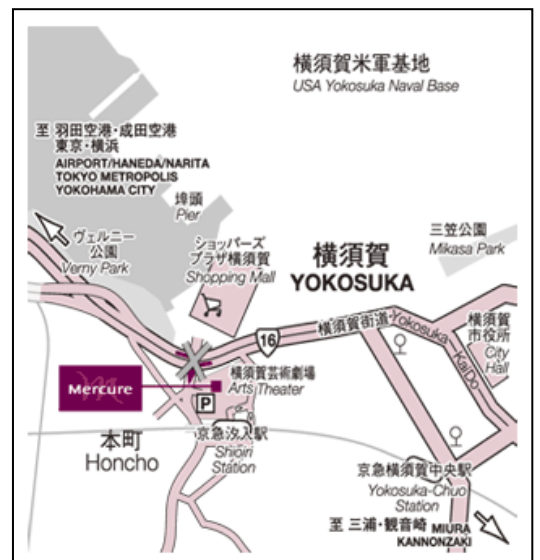 横須賀米軍基地
USA Yokosuka Naval Base
至 羽田空港・成田空港
東京・横浜
AIRPORT/HANEDA/NARITA
TOKYO METROPOLIS
YOKOHAMA CITY
埠頭
Pier
ヴェルニー
公園
Verny Park
ショッパーズ
プラザ横須賀
Shopping Mall
横須賀
YOKOSUKA
三笠公園
Mikasa Park
16
横須賀街道 Yokosuka KaiDo
横須賀
市役所
City
Hall
Mercure
横須賀芸術劇場
Arts Theater
P
本町
Honcho
京急汐入駅
Shioiri
Station
京急横須賀中央駅
Yokosuka-Chuo
Station
至 三浦・観音崎 MIURA
KANNONZAKI